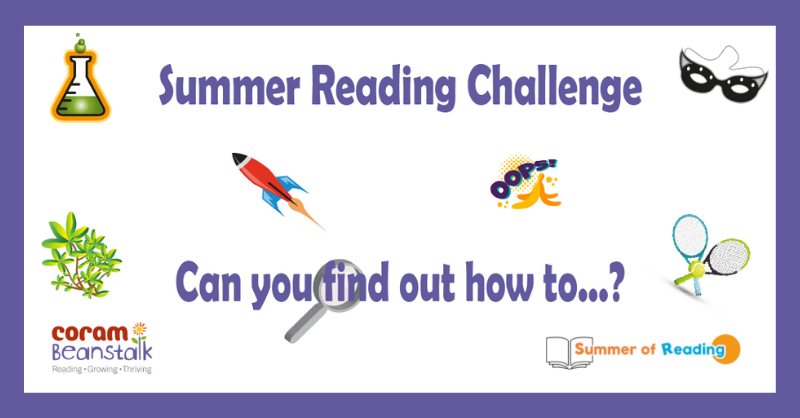 Summer Reading Challenge
OOPS!
Can you find out how to...?
coram
Beanstalk
Reading • Growing • Thriving
Summer of Reading